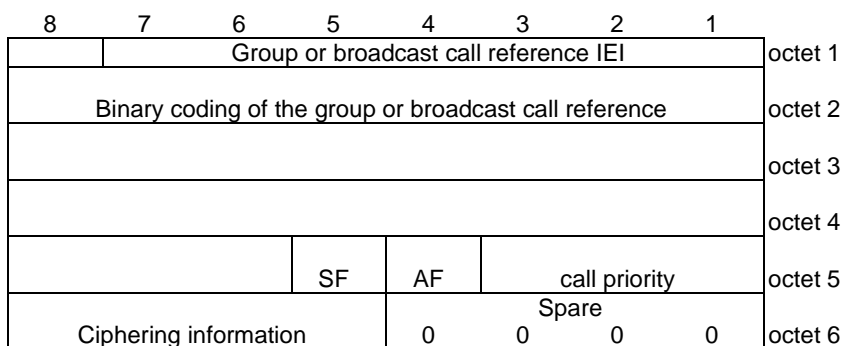 8 7 6 5 4 3 2 1
Group or broadcast call reference IEI octet 1
Binary coding of the group or broadcast call reference octet 2
octet 3
octet 4
SF AF call priority octet 5
Spare
Ciphering information 0 0 0 0 octet 6